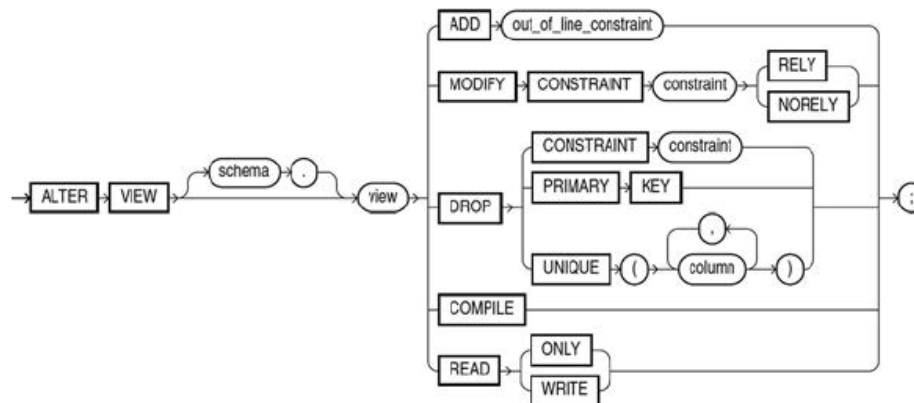 ADD out_of_line_constraint
RELY
MODIFY CONSTRAINT constraint
NORELY
CONSTRAINT constraint
schema .
PRIMARY KEY
ALTER VIEW view DROP ;
,
UNIQUE ( column )
COMPILE
ONLY
READ
WRITE